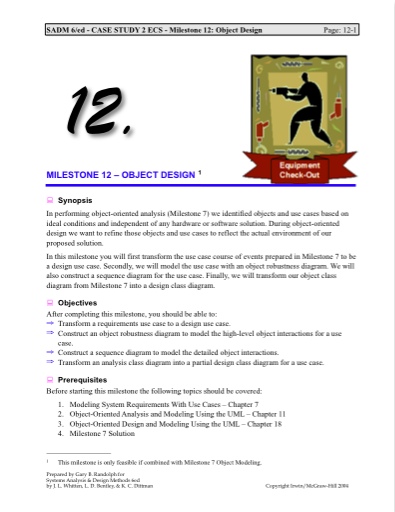 SADM 6/ed - CASE STUDY 2 ECS - Milestone 12: Object Design Page: 12-1
12.
Equipment
Check-Out
MILESTONE 12 – OBJECT DESIGN 1
Synopsis
In performing object-oriented analysis (Milestone 7) we identified objects and use cases based on
ideal conditions and independent of any hardware or software solution. During object-oriented
design we want to refine those objects and use cases to reflect the actual environment of our
proposed solution.
In this milestone you will first transform the use case course of events prepared in Milestone 7 to be
a design use case. Secondly, we will model the use case with an object robustness diagram. We will
also construct a sequence diagram for the use case. Finally, we will transform our object class
diagram from Milestone 7 into a design class diagram.
Objectives
After completing this milestone, you should be able to:
⇒ Transform a requirements use case to a design use case.
⇒ Construct an object robustness diagram to model the high-level object interactions for a use
case.
⇒ Construct a sequence diagram to model the detailed object interactions.
⇒ Transform an analysis class diagram into a partial design class diagram for a use case.
Prerequisites
Before starting this milestone the following topics should be covered:
1. Modeling System Requirements With Use Cases – Chapter 7
2. Object-Oriented Analysis and Modeling Using the UML – Chapter 11
3. Object-Oriented Design and Modeling Using the UML – Chapter 18
4. Milestone 7 Solution
1 This milestone is only feasible if combined with Milestone 7 Object Modeling.
Prepared by Gary B. Randolph for
Systems Analysis & Design Methods 6ed
by J. L. Whitten, L. D. Bentley, & K. C. Dittman Copyright Irwin/McGraw-Hill 2004